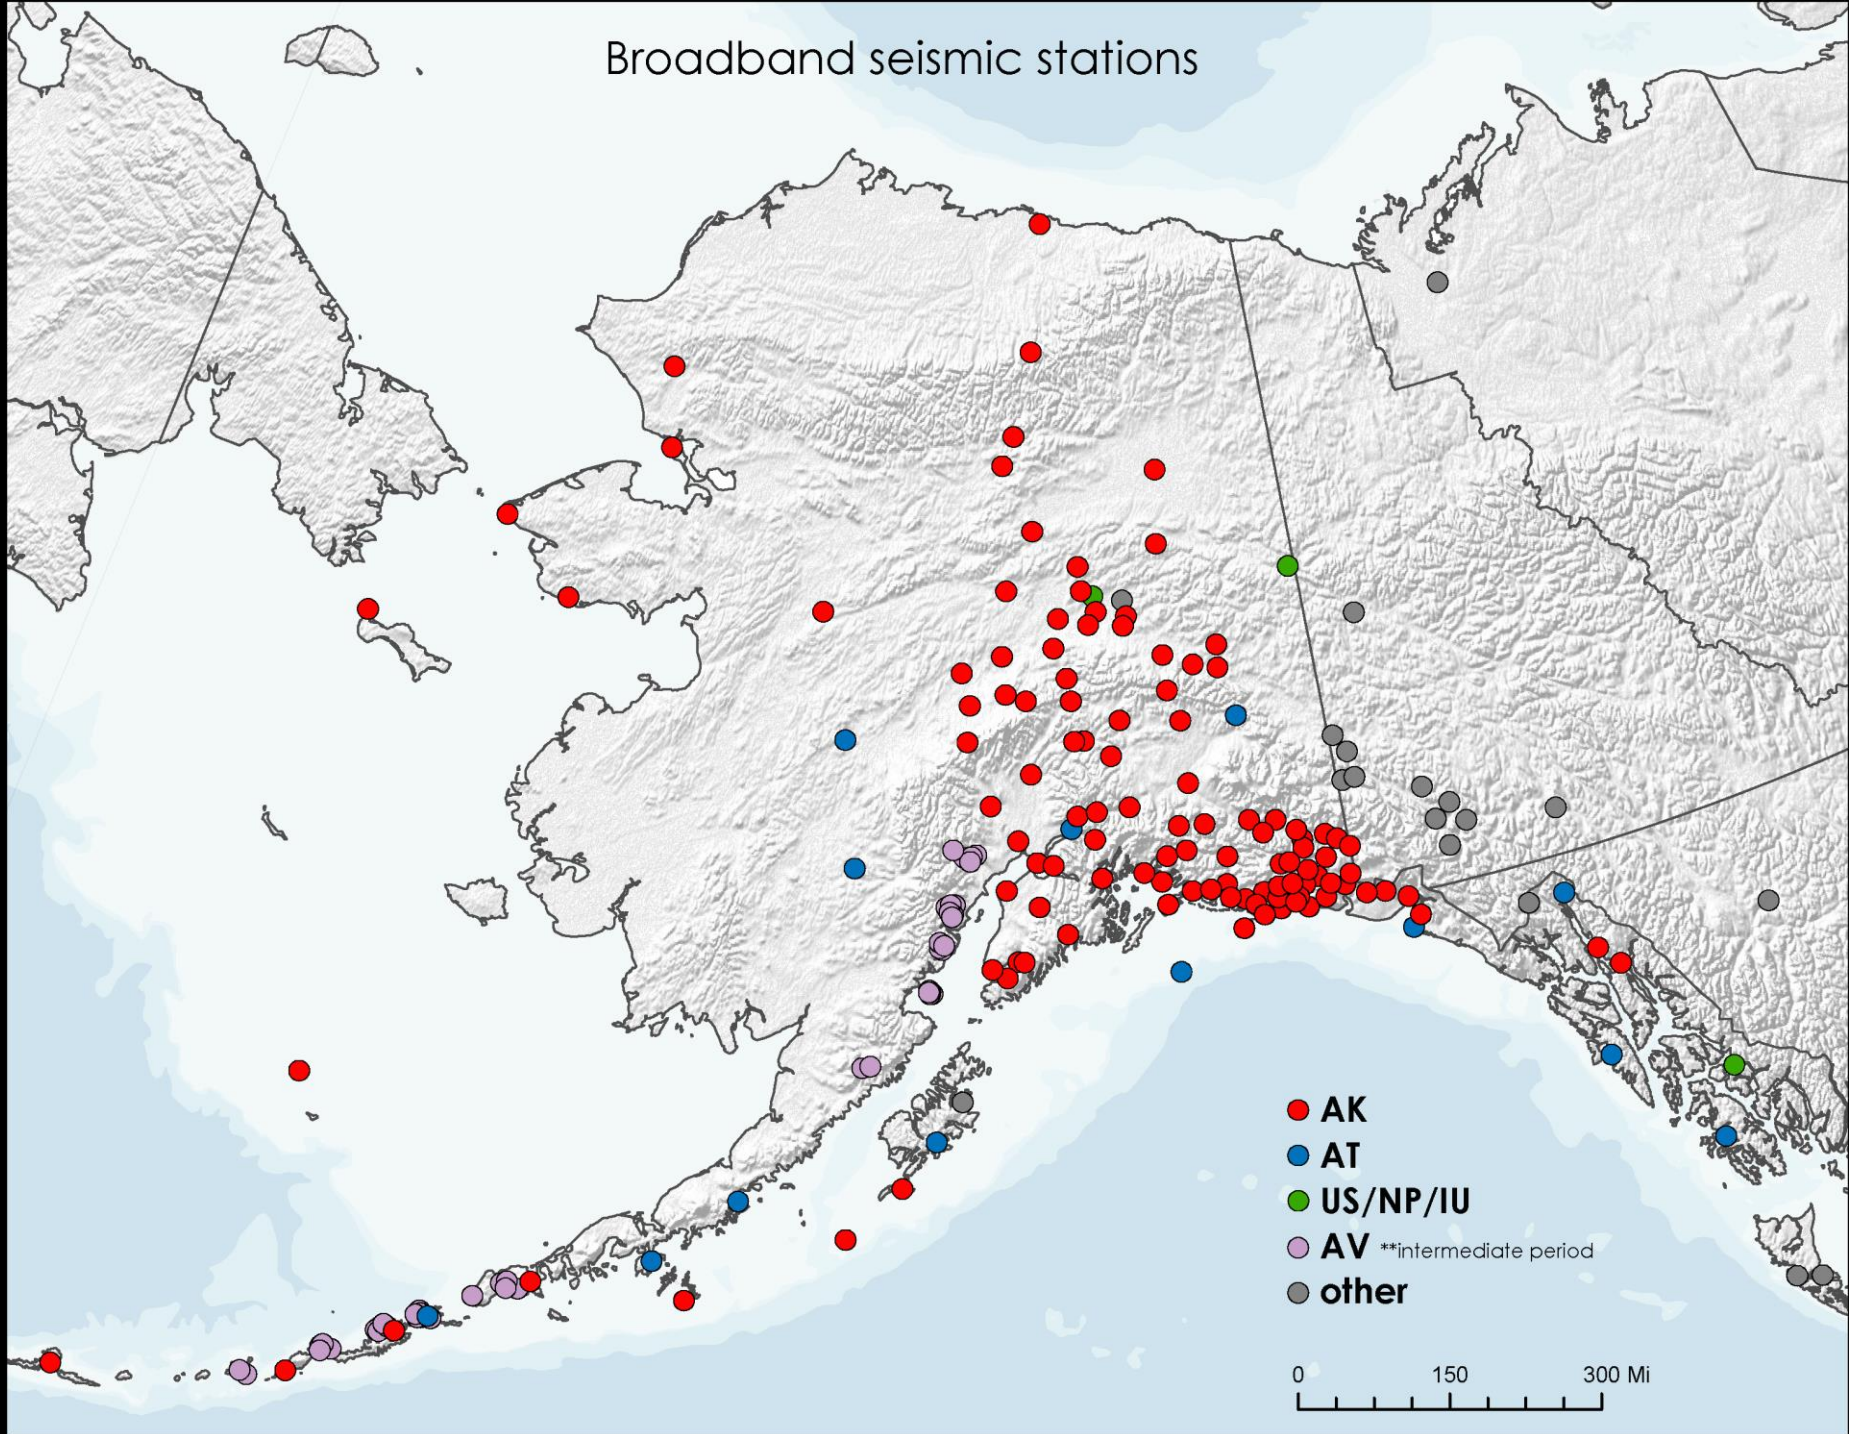 Broadband seismic stations
AK
AT
US/NP/IU
AV **intermediate period
other
0 150 300 Mi